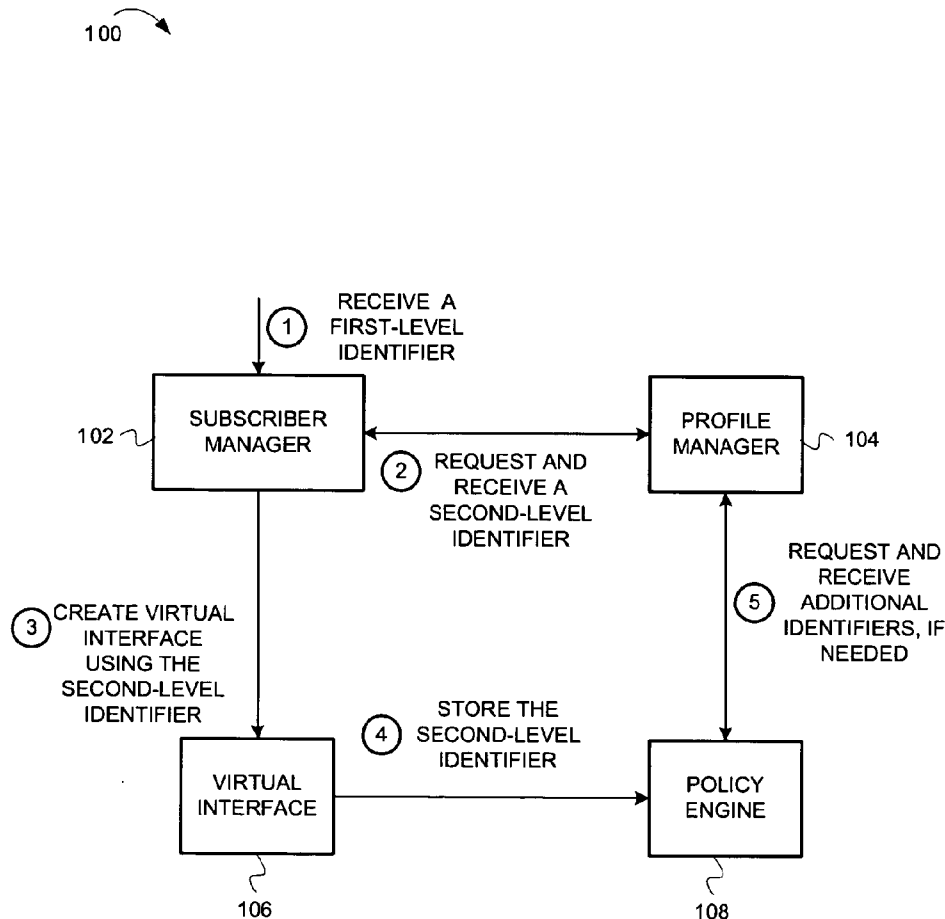 100
1
RECEIVE A
FIRST-LEVEL
IDENTIFIER
SUBSCRIBER
MANAGER
102
PROFILE
MANAGER
104
2
REQUEST AND
RECEIVE A
SECOND-LEVEL
IDENTIFIER
3
CREATE VIRTUAL
INTERFACE
USING THE
SECOND-LEVEL
IDENTIFIER
5
REQUEST AND
RECEIVE
ADDITIONAL
IDENTIFIERS, IF
NEEDED
4
STORE THE
SECOND-LEVEL
IDENTIFIER
VIRTUAL
INTERFACE
106
POLICY
ENGINE
108